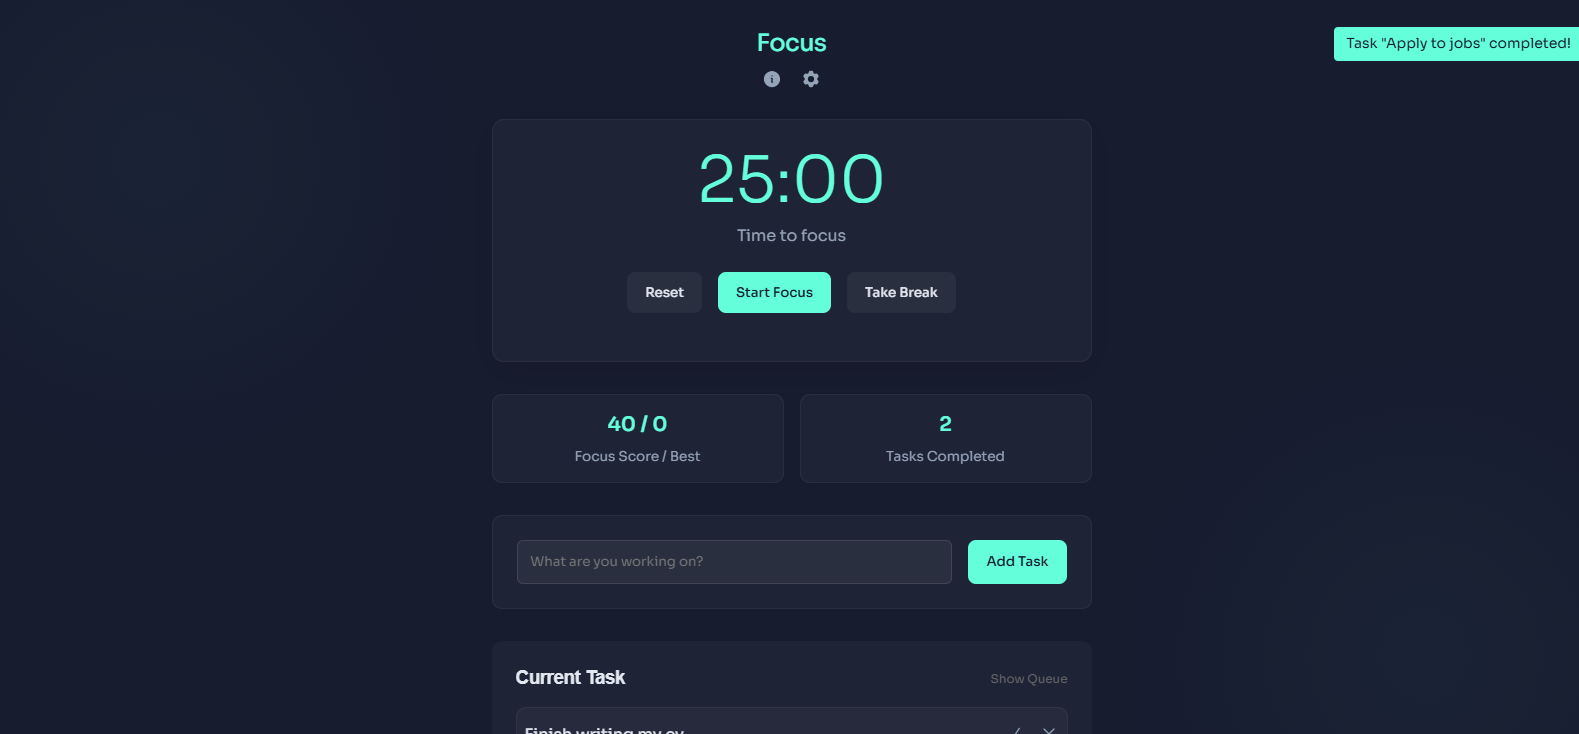 Focus
Task "Apply to jobs" completed!
25:00
Time to focus
Reset
Start Focus
Take Break
40 / 0
Focus Score / Best
2
Tasks Completed
What are you working on?
Add Task
Current Task
Show Queue
Finish writing my cv